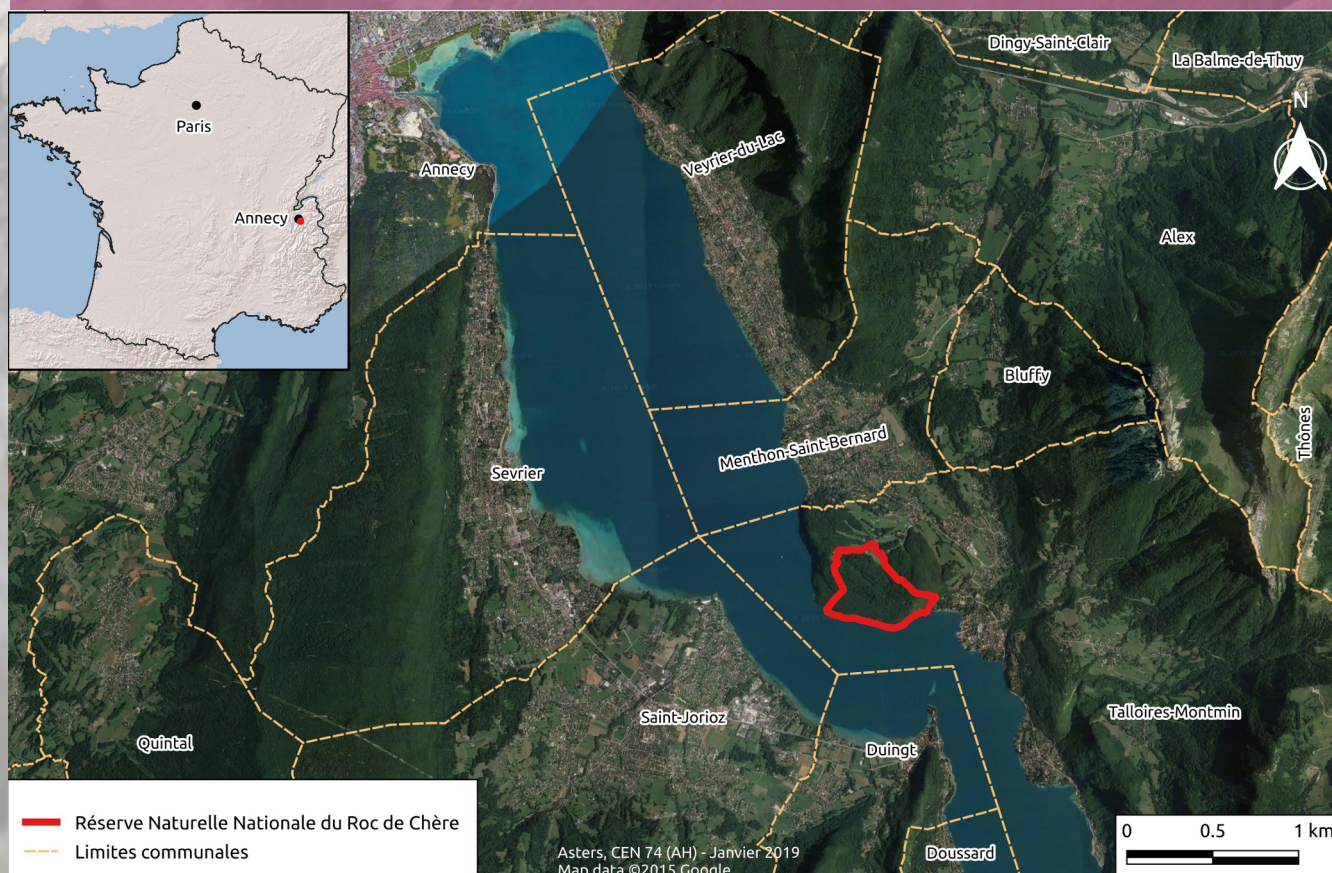 Paris
Annecy
Dingy-Saint-Clair
La Balme-de-Thuy
N
Annecy
Veyrier-du-Lac
Alex
Bluffy
Thônes
Menthon-Saint-Bernard
Sevrier
Saint-Jorioz
Talloires-Montmin
Quintal
Duingt
Doussard
Réserve Naturelle Nationale du Roc de Chère
Limites communales
Asters, CEN 74 (AH) - Janvier 2019
Map data ©2015 Google
0 0.5 1 km